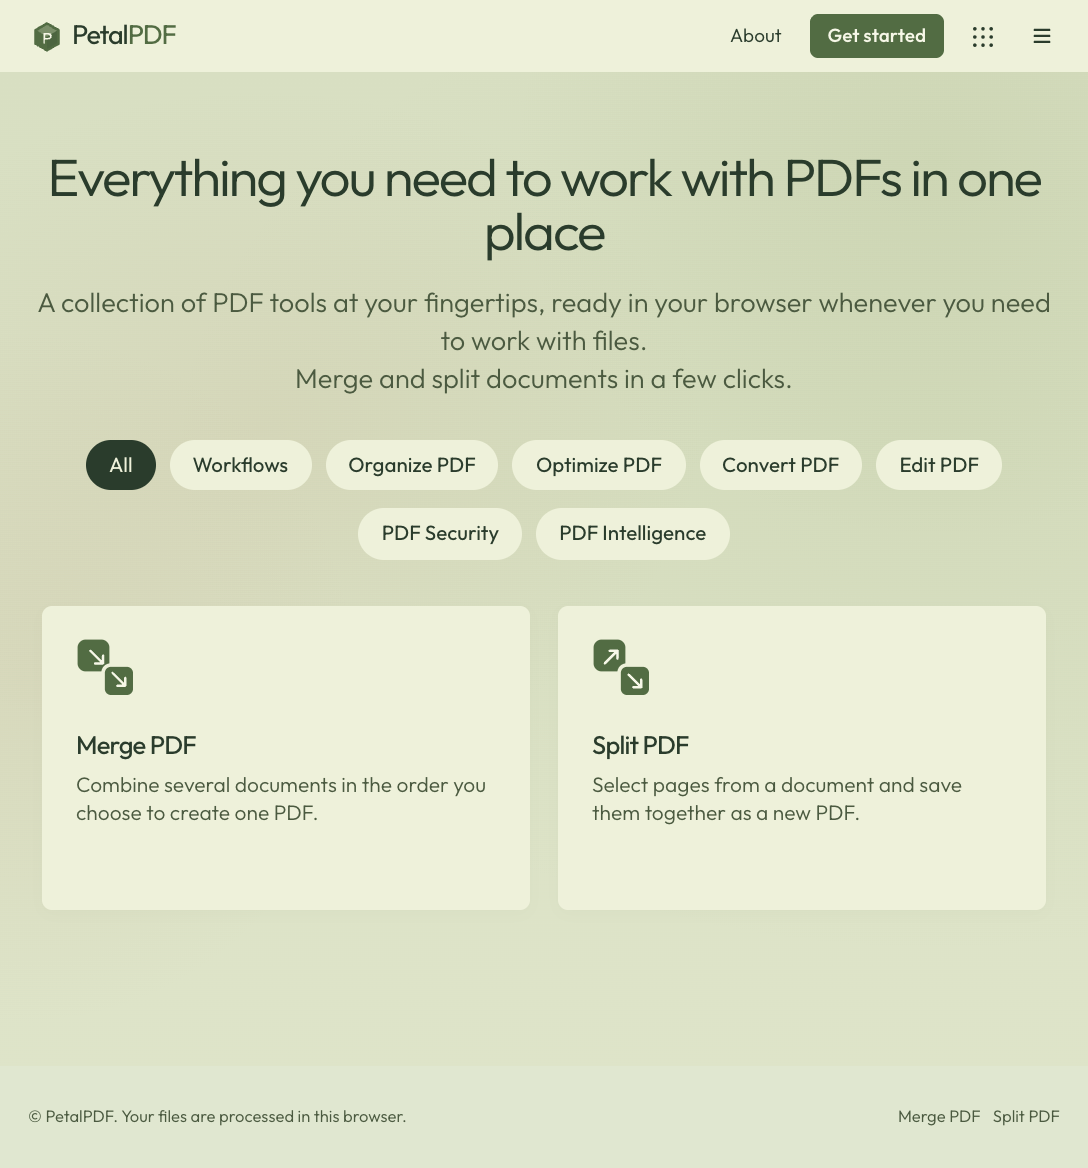 P PetalPDF
About
Get started
Everything you need to work with PDFs in one
place
A collection of PDF tools at your fingertips, ready in your browser whenever you need
to work with files.
Merge and split documents in a few clicks.
All Workflows Organize PDF Optimize PDF Convert PDF Edit PDF
PDF Security PDF Intelligence
Merge PDF
Combine several documents in the order you
choose to create one PDF.
Split PDF
Select pages from a document and save
them together as a new PDF.
© PetalPDF. Your files are processed in this browser.
Merge PDF Split PDF